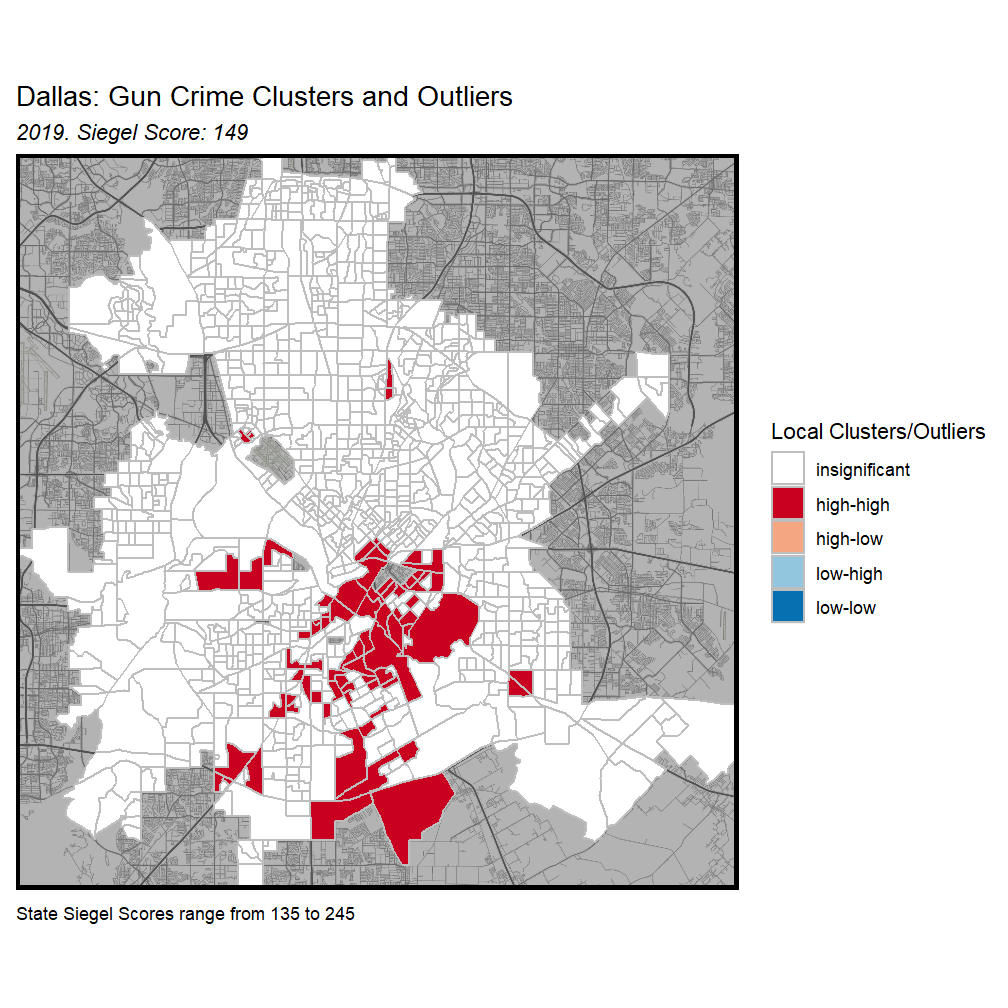 Dallas: Gun Crime Clusters and Outliers
2019. Siegel Score: 149
Local Clusters/Outliers
insignificant
high-high
high-low
low-high
low-low
State Siegel Scores range from 135 to 245